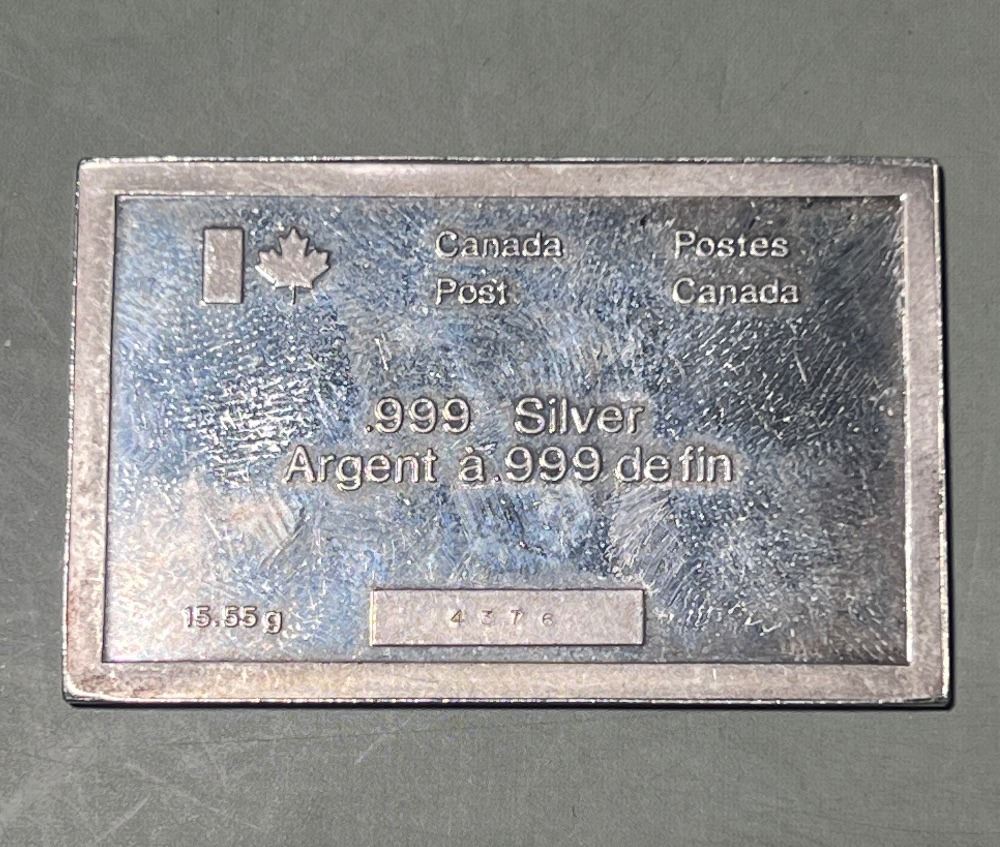 Canada Post
Postes Canada
.999 Silver
Argent à .999 de fin
15.55 g
4376